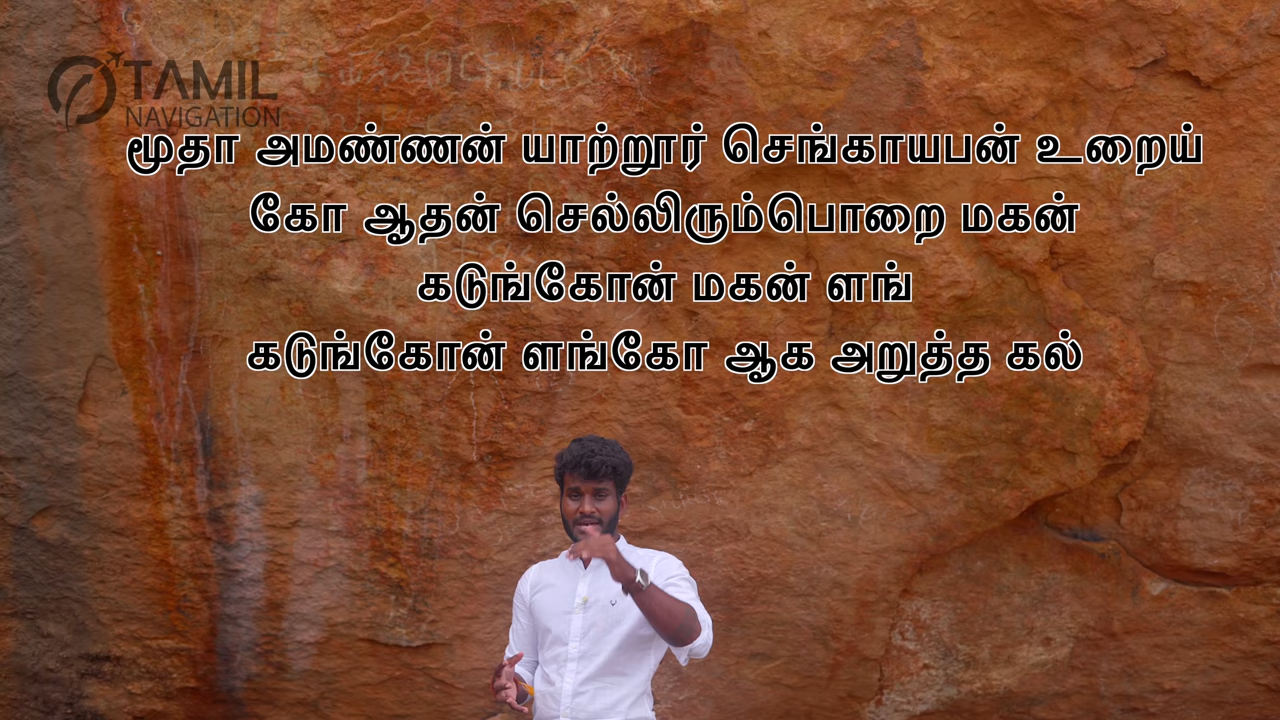 TAMIL
NAVIGATION
மூதா அமண்ணன் யாற்றூர் செங்காயபன் உறைய்
கோ ஆதன் செல்லிரும்பொறை மகன்
கடுங்கோன் மகன் ளங்
கடுங்கோன் ளங்கோ ஆக அறுத்த கல்